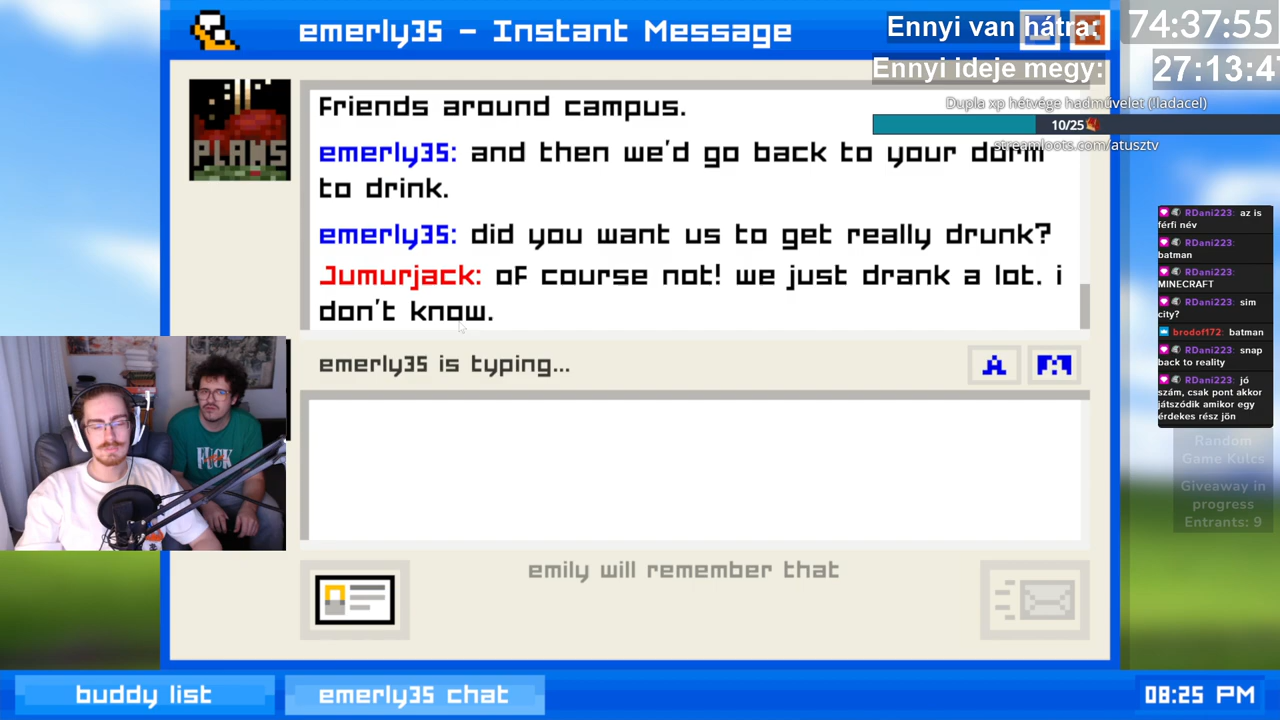 emerly35 - Instant Message
Ennyi van hátra:
74:37:55
Ennyi ideje megy:
27:13:47
Dupla xp hétvége hadművelet (!ladacel)
10/25
streamloots.com/atusztv
PLANS
Friends around campus.
emerly35: and then we'd go back to your dorm
to drink.
emerly35: did you want us to get really drunk?
Jumurjack: of course not! we just drank a lot. i
don't know.
emerly35 is typing...
A
RDani223: az is
férfi név
RDani223:
batman
RDani223:
MINECRAFT
RDani223: sim
city?
brodof172: batman
RDani223: snap
back to reality
RDani223: jó
szám, csak pont akkor
játszódik amikor egy
érdekes rész jön
Random
Game Kulcs
Giveaway in
progress
Entrants: 9
FUCK
emily will remember that
buddy list
emerly35 chat
08:25 PM